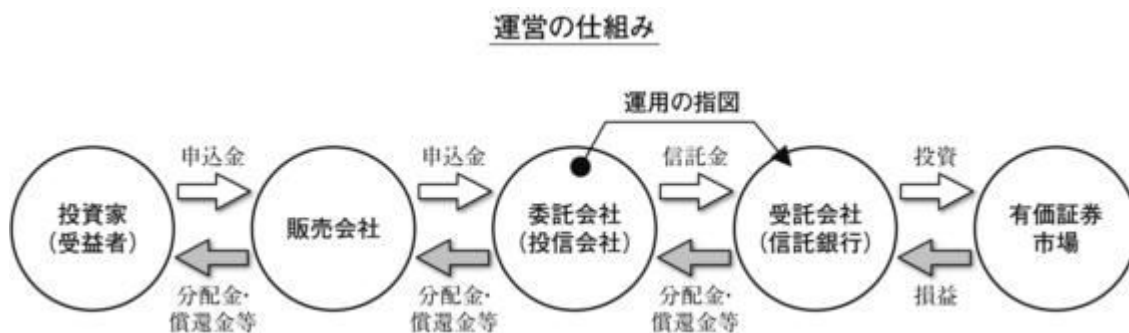 運営の仕組み
運用の指図
申込金
申込金
信託金
投資
投資家
(受益者)
販売会社
委託会社
(投信会社)
受託会社
(信託銀行)
有価証券
市場
分配金・
償還金等
分配金・
償還金等
分配金・
償還金等
損益